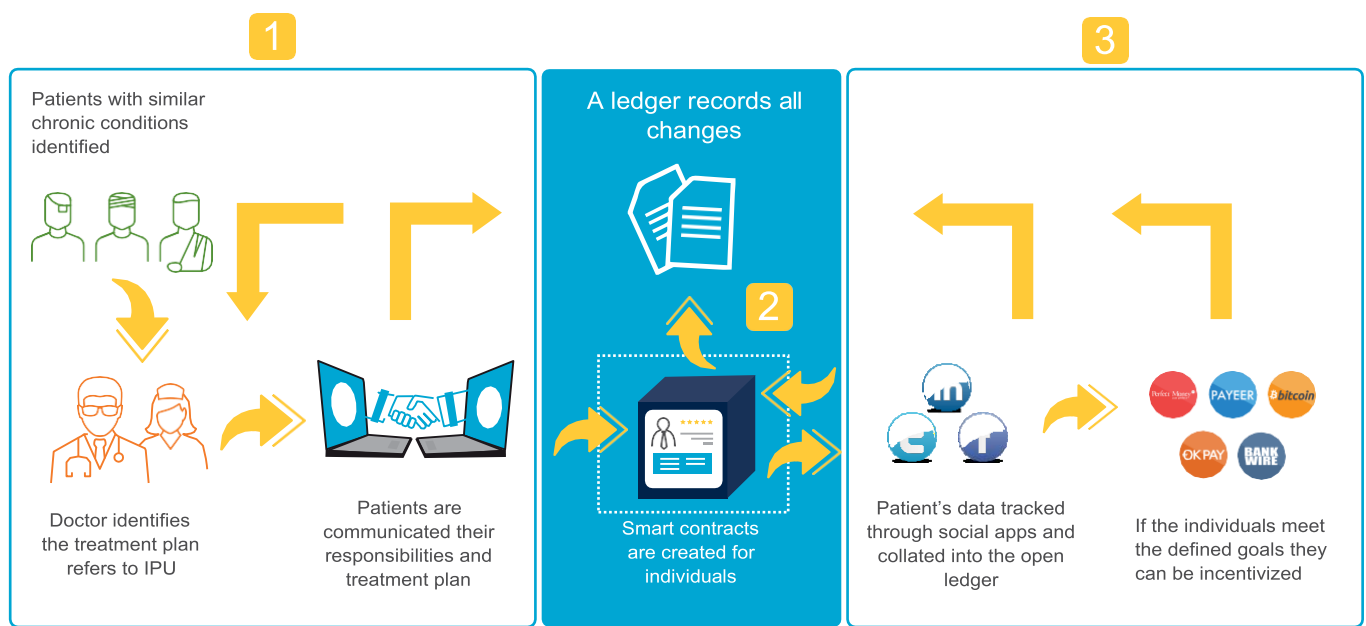 1
Patients with similar
chronic conditions
identified
Doctor identifies
the treatment plan
refers to IPU
Patients are
communicated their
responsibilities and
treatment plan
A ledger records all
changes
2
Smart contracts
are created for
individuals
3
in
t
f
Patient's data tracked
through social apps and
collated into the open
ledger
Perfect Money
PAYEER
bitcoin
OKPAY
BANK
WIRE
If the individuals meet
the defined goals they
can be incentivized